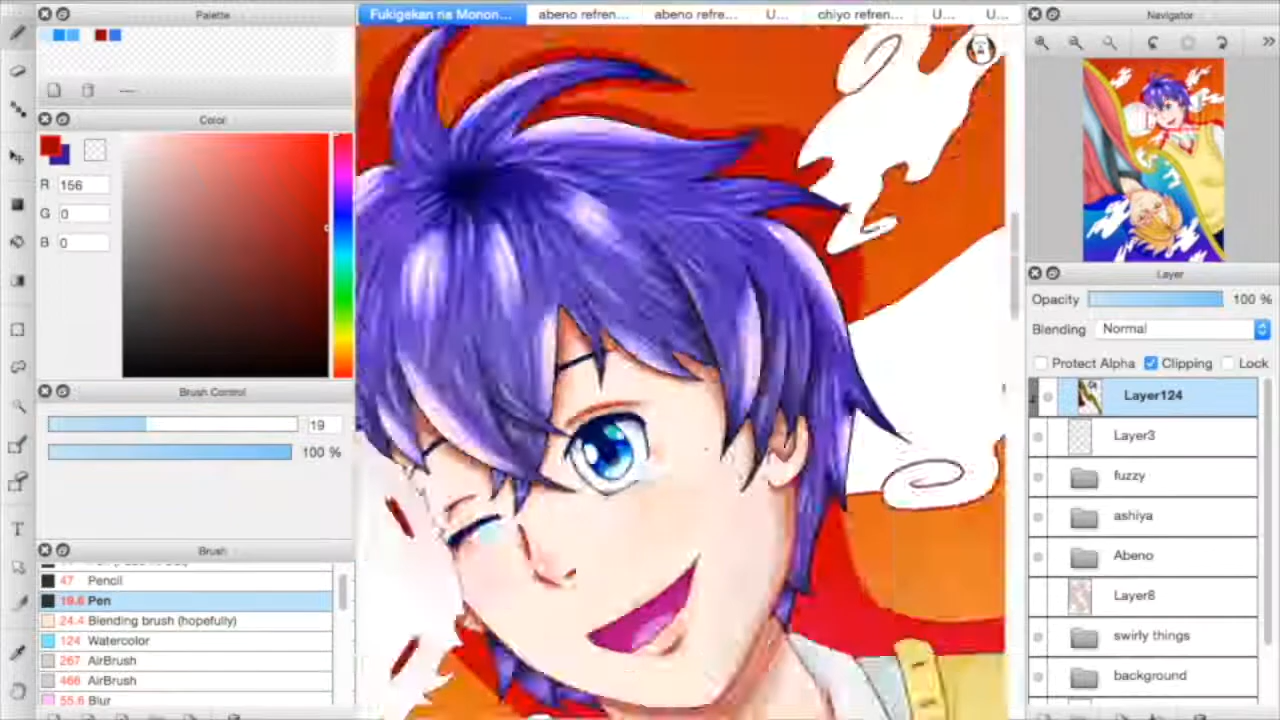 Palette
Fukigekan na Monon...
abeno refren...
abeno refre...
U...
chiyo refren...
U...
U...
Navigator
Color
R 156
G 0
B 0
Layer
Opacity 100 %
Blending Normal
Protect Alpha Clipping Lock
Layer124
Layer3
fuzzy
ashiya
Abeno
Layer8
swirly things
background
Brush Control
19
100 %
T
Brush
47 Pencil
19.6 Pen
24.4 Blending brush (hopefully)
124 Watercolor
267 AirBrush
466 AirBrush
55.6 Blur